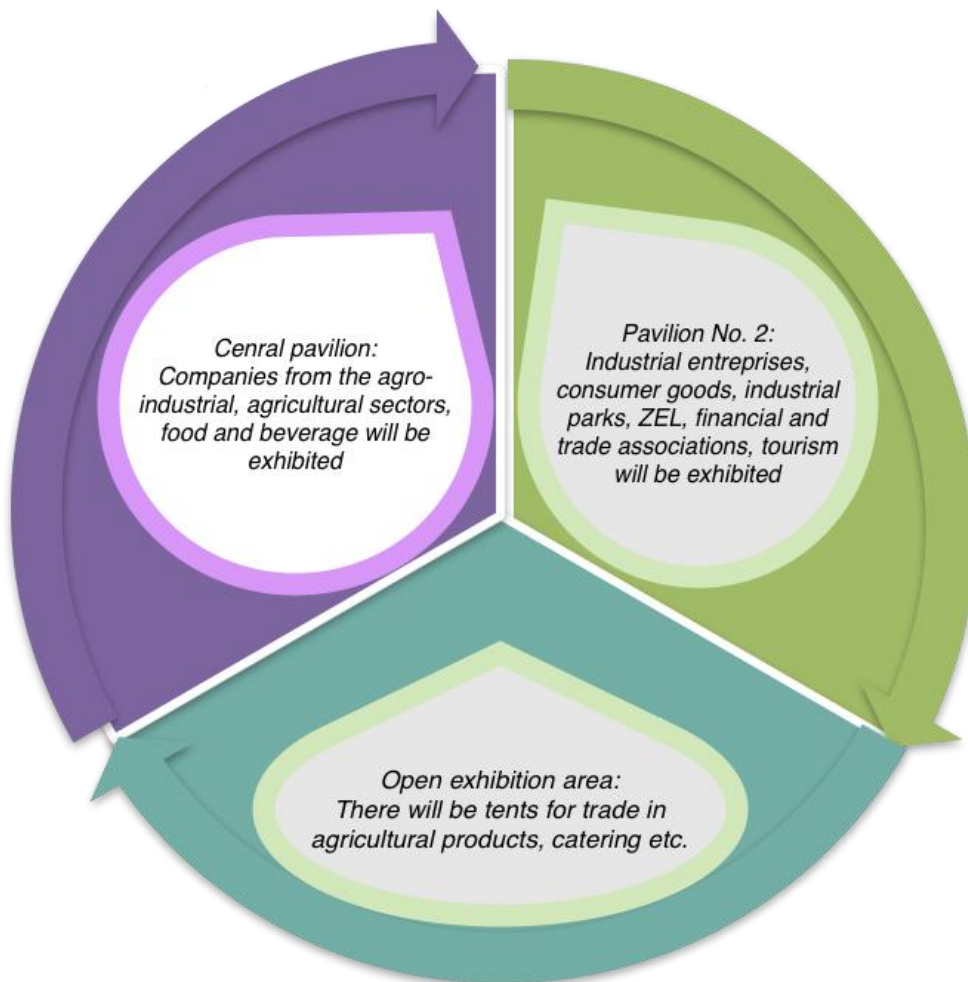 Cenral pavilion:
Companies from the agro-
industrial, agricultural sectors,
food and beverage will be
exhibited
Pavilion No. 2:
Industrial entreprises,
consumer goods, industrial
parks, ZEL, financial and
trade associations, tourism
will be exhibited
Open exhibition area:
There will be tents for trade in
agricultural products, catering etc.